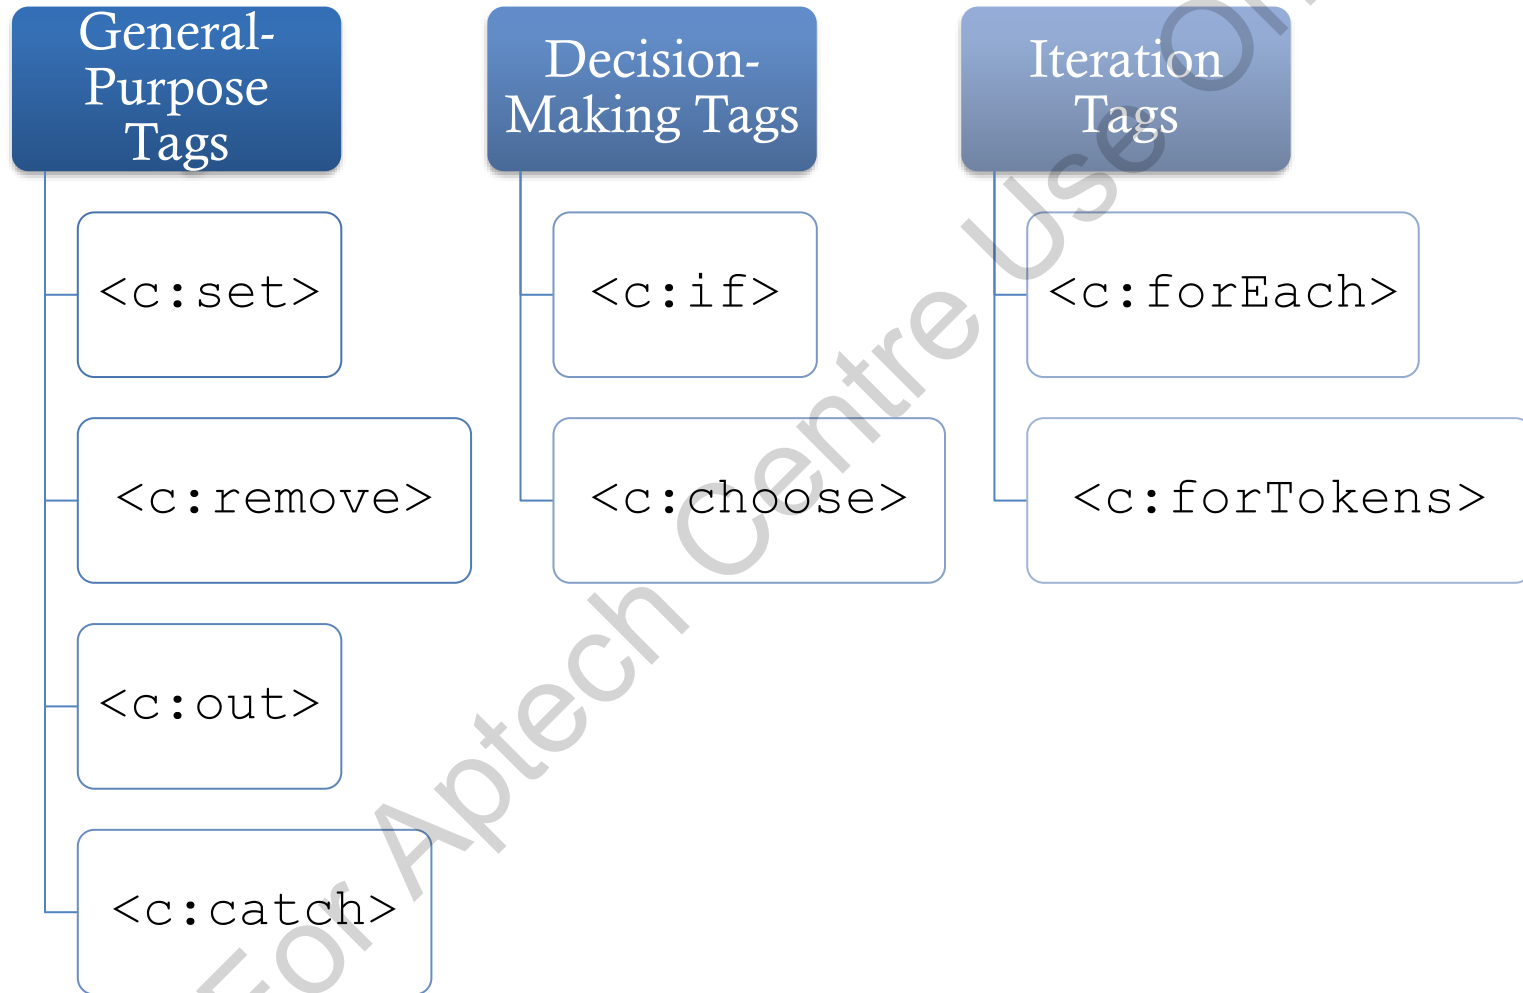 General-
Purpose
Tags
<c:set>
<c:remove>
<c:out>
<c:catch>
Decision-
Making Tags
<c:if>
<c:choose>
Iteration
Tags
<c:forEach>
<c:forTokens>
For Aptech Centre Use On